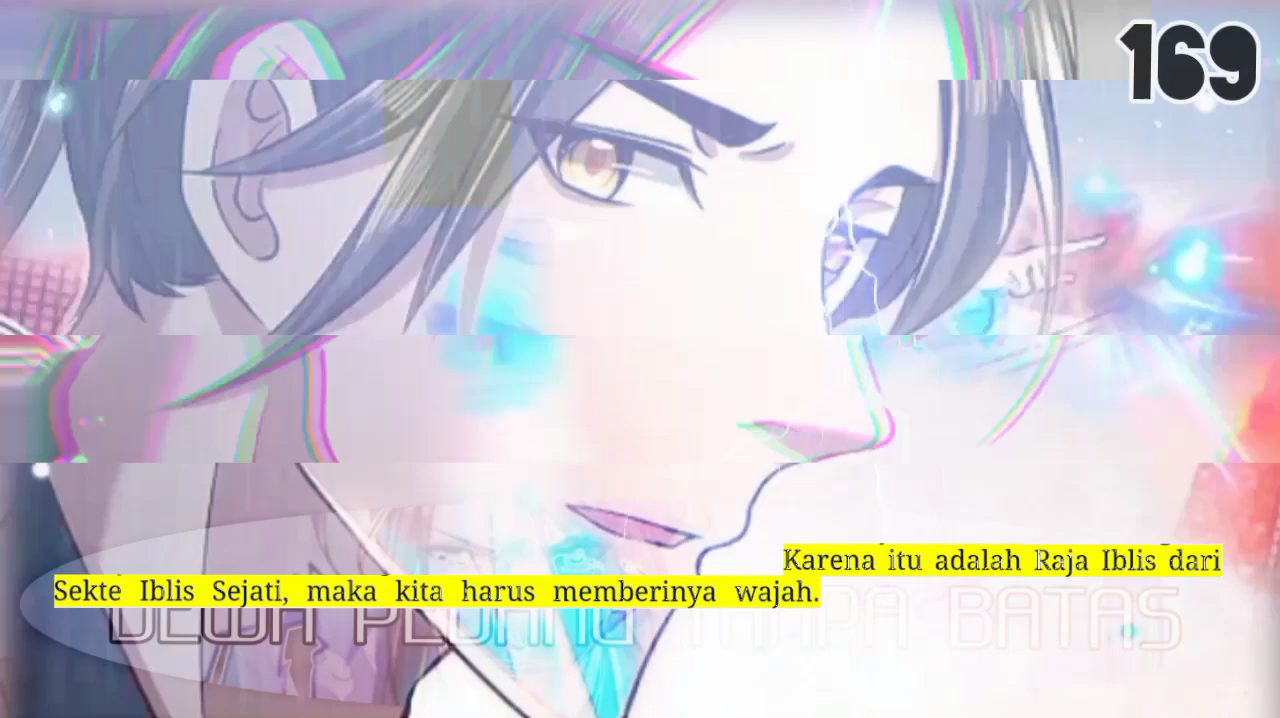 169
Karena itu adalah Raja Iblis dari
Sekte Iblis Sejati, maka kita harus memberinya wajah.
DEWA PEDANG TANPA BATAS